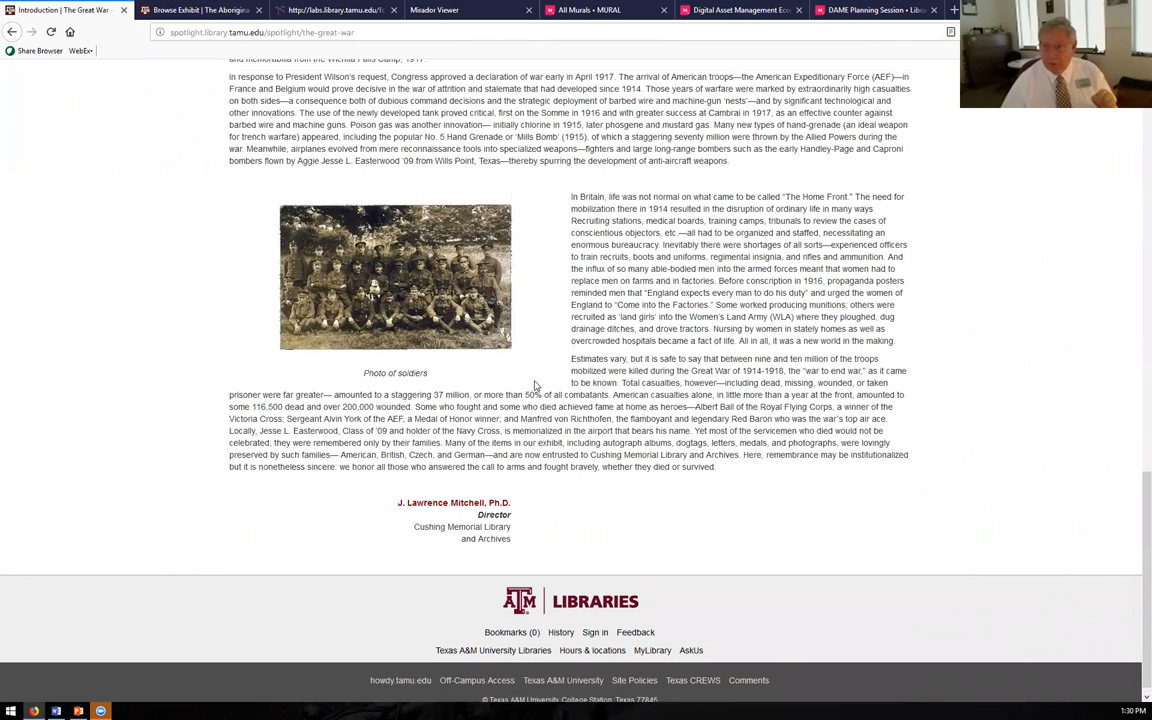 Introduction | The Great War -
Browse Exhibit | The Aborigina
http://labs.library.tamu.edu/fo
Mirador Viewer
All Murals • MURAL
Digital Asset Management Eco
DAME Planning Session • Libr
spotlight.library.tamu.edu/spotlight/the-great-war
Share Browser WebEx
and memorabilia from the Wichita Falls Camp, 1917.
In response to President Wilson's request, Congress approved a declaration of war early in April 1917. The arrival of American troops—the American Expeditionary Force (AEF)—in
France and Belgium would prove decisive in the war of attrition and stalemate that had developed since 1914. Those years of warfare were marked by extraordinarily high casualties
on both sides—a consequence both of dubious command decisions and the strategic deployment of barbed wire and machine-gun 'nests'—and by significant technological and
other innovations. The use of the newly developed tank proved critical, first on the Somme in 1916 and with greater success at Cambrai in 1917, as an effective counter against
barbed wire and machine guns. Poison gas was another innovation— initially chlorine in 1915, later phosgene and mustard gas. Many new types of hand-grenade (an ideal weapon
for trench warfare) appeared, including the popular No. 5 Hand Grenade or 'Mills Bomb' (1915), of which a staggering seventy million were thrown by the Allied Powers during the
war. Meanwhile, airplanes evolved from mere reconnaissance tools into specialized weapons—fighters and large long-range bombers such as the early Handley-Page and Caproni
bombers flown by Aggie Jesse L. Easterwood '09 from Wills Point, Texas—thereby spurring the development of anti-aircraft weapons.
In Britain, life was not normal on what came to be called "The Home Front." The need for
mobilization there in 1914 resulted in the disruption of ordinary life in many ways.
Recruiting stations, medical boards, training camps, tribunals to review the cases of
conscientious objectors, etc.—all had to be organized and staffed, necessitating an
enormous bureaucracy. Inevitably there were shortages of all sorts—experienced officers
to train recruits, boots and uniforms, regimental insignia, and rifles and ammunition. And
the influx of so many able-bodied men into the armed forces meant that women had to
replace men on farms and in factories. Before conscription in 1916, propaganda posters
reminded men that "England expects every man to do his duty" and urged the women of
England to "Come into the Factories." Some worked producing munitions; others were
recruited as 'land girls' into the Women's Land Army (WLA) where they ploughed, dug
drainage ditches, and drove tractors. Nursing by women in stately homes as well as
overcrowded hospitals became a fact of life. All in all, it was a new world in the making.
Photo of soldiers
Estimates vary, but it is safe to say that between nine and ten million of the troops
mobilized were killed during the Great War of 1914-1918, the "war to end war," as it came
to be known. Total casualties, however—including dead, missing, wounded, or taken
prisoner were far greater— amounted to a staggering 37 million, or more than 50% of all combatants. American casualties alone, in little more than a year at the front, amounted to
some 116,500 dead and over 200,000 wounded. Some who fought and some who died achieved fame at home as heroes—Albert Ball of the Royal Flying Corps, a winner of the
Victoria Cross; Sergeant Alvin York of the AEF, a Medal of Honor winner; and Manfred von Richthofen, the flamboyant and legendary Red Baron who was the war's top air ace.
Locally, Jesse L. Easterwood, Class of '09 and holder of the Navy Cross, is memorialized in the airport that bears his name. Yet most of the servicemen who died would not be
celebrated; they were remembered only by their families. Many of the items in our exhibit, including autograph albums, dogtags, letters, medals, and photographs, were lovingly
preserved by such families— American, British, Czech, and German—and are now entrusted to Cushing Memorial Library and Archives. Here, remembrance may be institutionalized
but it is nonetheless sincere: we honor all those who answered the call to arms and fought bravely, whether they died or survived.
J. Lawrence Mitchell, Ph.D.
Director
Cushing Memorial Library
and Archives
ATM LIBRARIES
Bookmarks (0) History Sign in Feedback
Texas A&M University Libraries Hours & locations MyLibrary AskUs
howdy.tamu.edu Off-Campus Access Texas A&M University Site Policies Texas CREWS Comments
© Texas A&M University, College Station, Texas 77845
1:30 PM